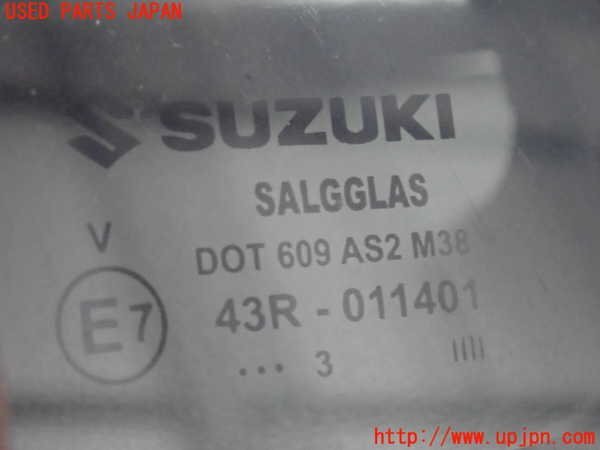 USED PARTS JAPAN
SUZUKI
SALGGLAS
V
DOT 609 AS2 M38
E7
43R - 011401
... 3
http://www.upjpn.com/